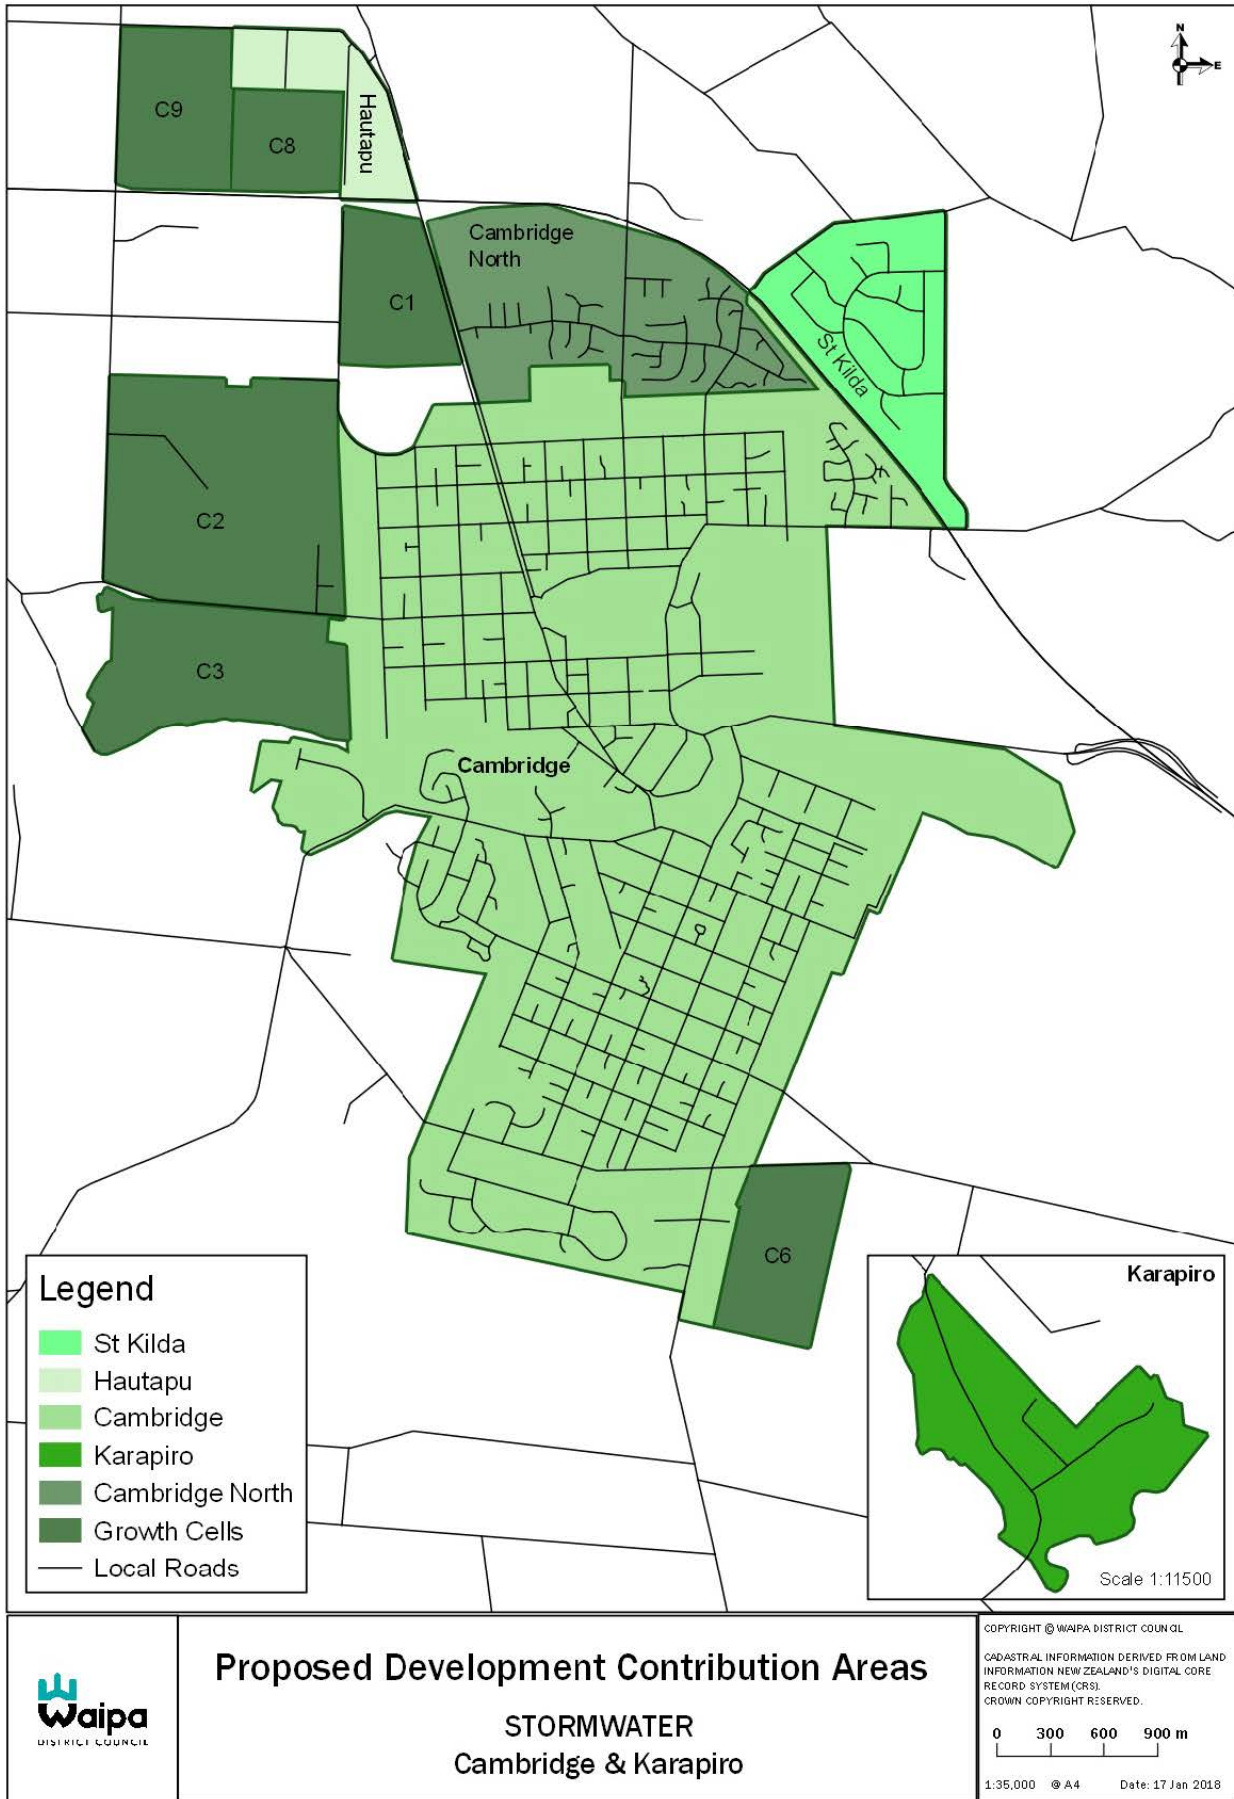 N
E
C9
C8
Hautapu
Cambridge
North
C1
St Kilda
C2
C3
Cambridge
C6
Legend
St Kilda
Hautapu
Cambridge
Karapiro
Cambridge North
Growth Cells
Local Roads
Karapiro
Scale 1:11500
Waipa
DISTRICT COUNCIL
Proposed Development Contribution Areas
STORMWATER
Cambridge & Karapiro
COPYRIGHT © WAIPA DISTRICT COUNCIL
CADASTRAL INFORMATION DERIVED FROM LAND
INFORMATION NEW ZEALAND'S DIGITAL CORE
RECORD SYSTEM (CRS).
CROWN COPYRIGHT RESERVED.
0 300 600 900 m
1:35,000 @ A4 Date: 17 Jan 2018